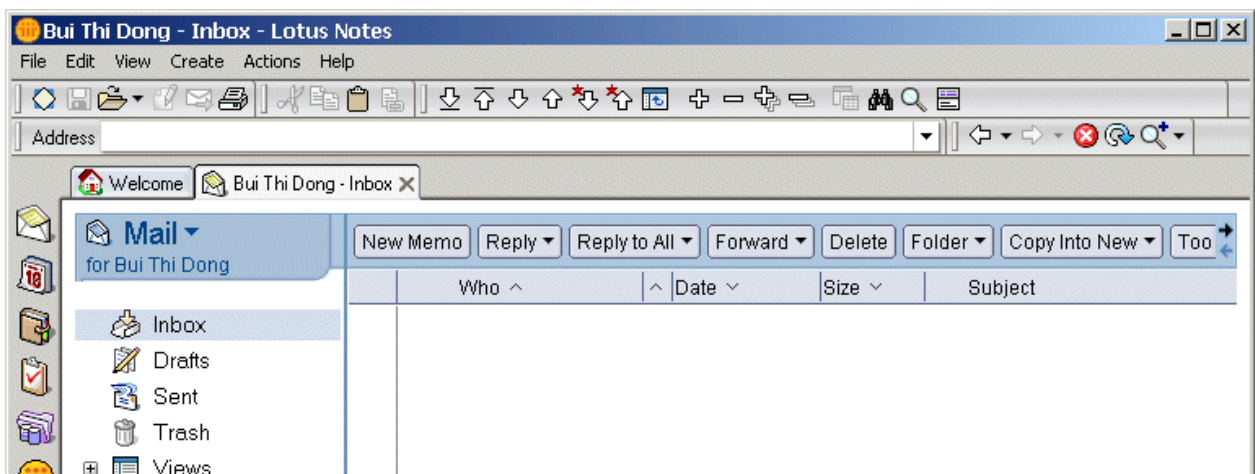 Bui Thi Dong - Inbox - Lotus Notes
File Edit View Create Actions Help
Address
Welcome Bui Thi Dong - Inbox
Mail
for Bui Thi Dong
New Memo Reply Reply to All Forward Delete Folder Copy Into New Too
Who Date Size Subject
18
Inbox
Drafts
Sent
Trash
Views